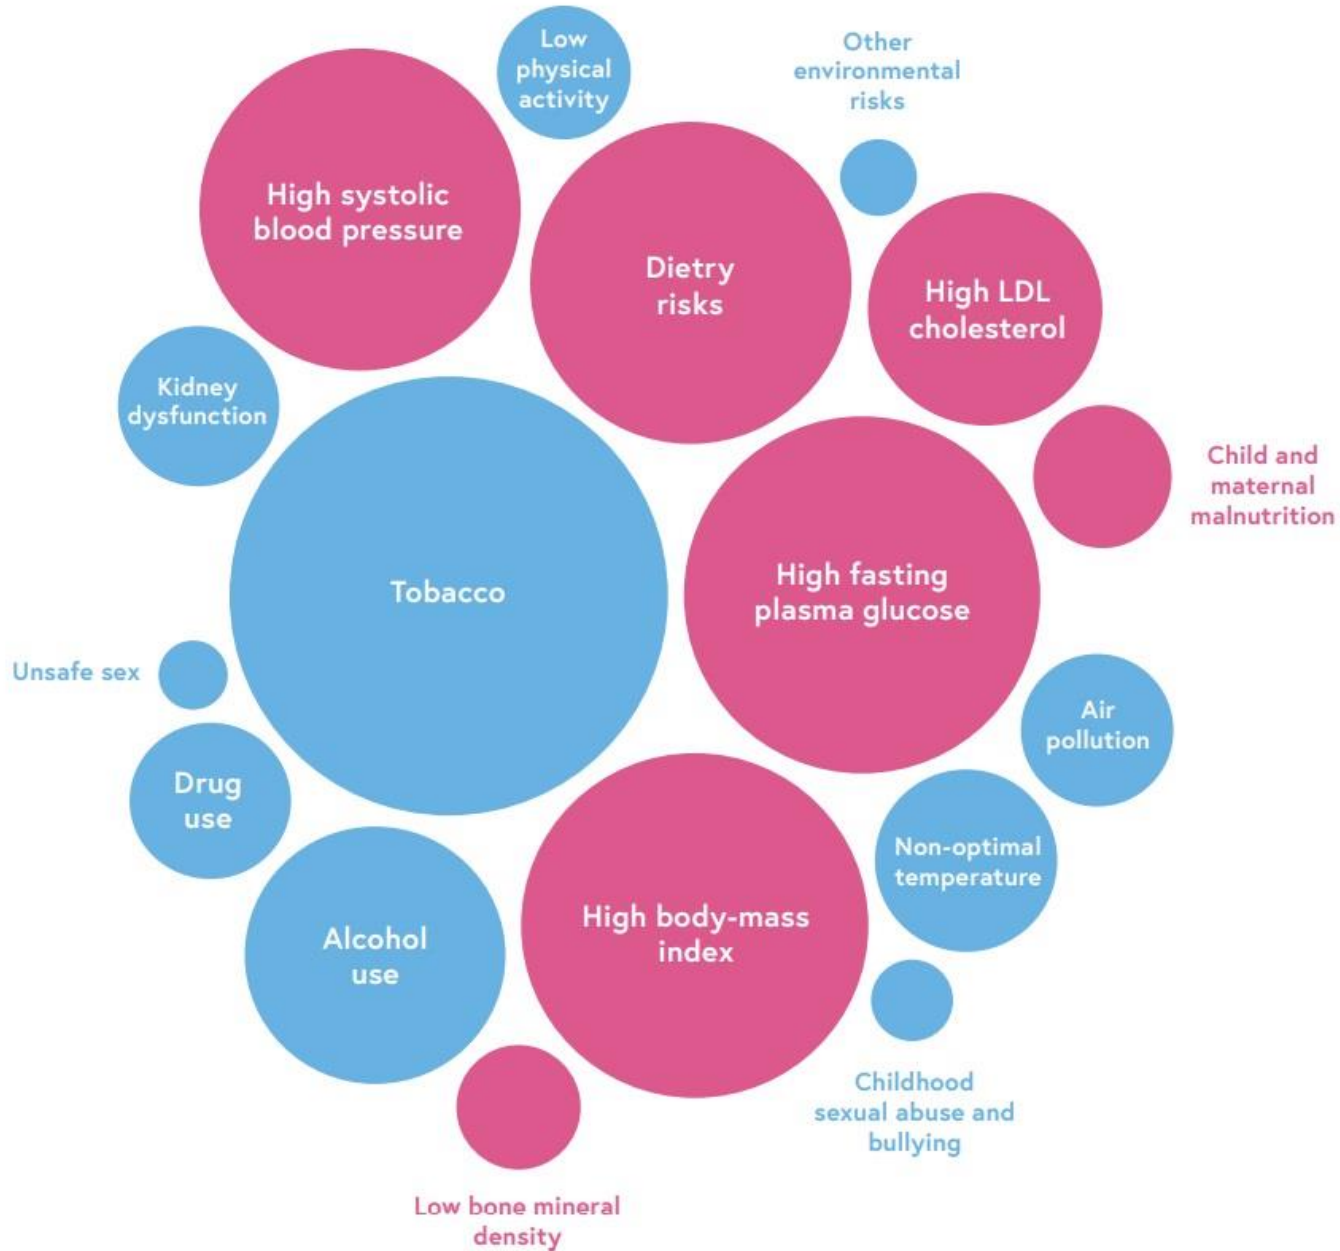 Low
physical
activity
Other
environmental
risks
High systolic
blood pressure
Dietry
risks
High LDL
cholesterol
Kidney
dysfunction
Child and
maternal
malnutrition
Tobacco
High fasting
plasma glucose
Unsafe sex
Air
pollution
Drug
use
Non-optimal
temperature
Alcohol
use
High body-mass
index
Childhood
sexual abuse and
bullying
Low bone mineral
density